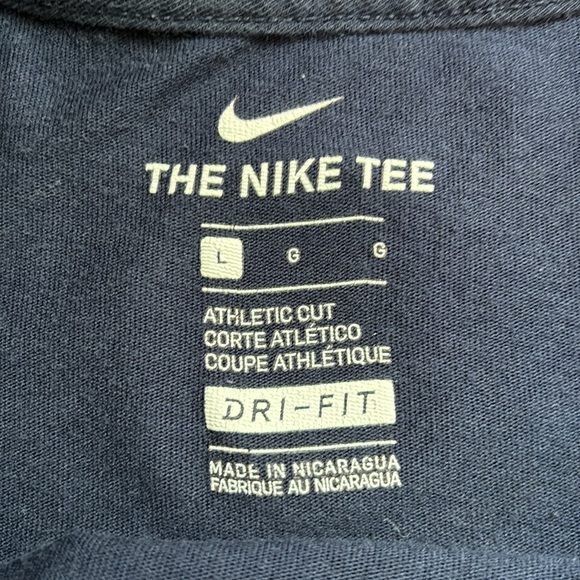 THE NIKE TEE
L G G
ATHLETIC CUT
CORTE ATLÉTICO
COUPE ATHLÉTIQUE
DRI-FIT
MADE IN NICARAGUA
FABRIQUE AU NICARAGUA